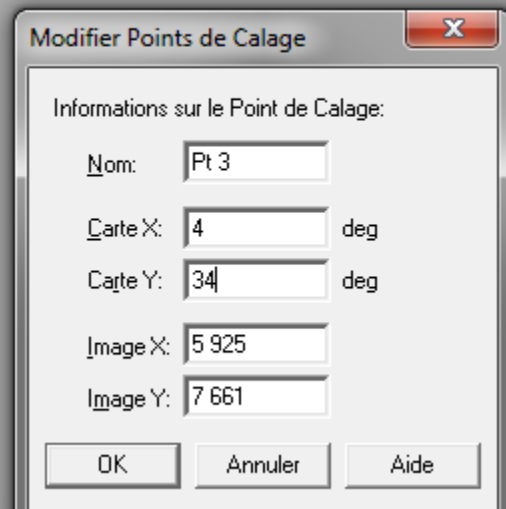 Modifier Points de Calage
Informations sur le Point de Calage:
Nom: Pt 3
Carte X: 4 deg
Carte Y: 34 deg
Image X: 5 925
Image Y: 7 661
OK Annuler Aide